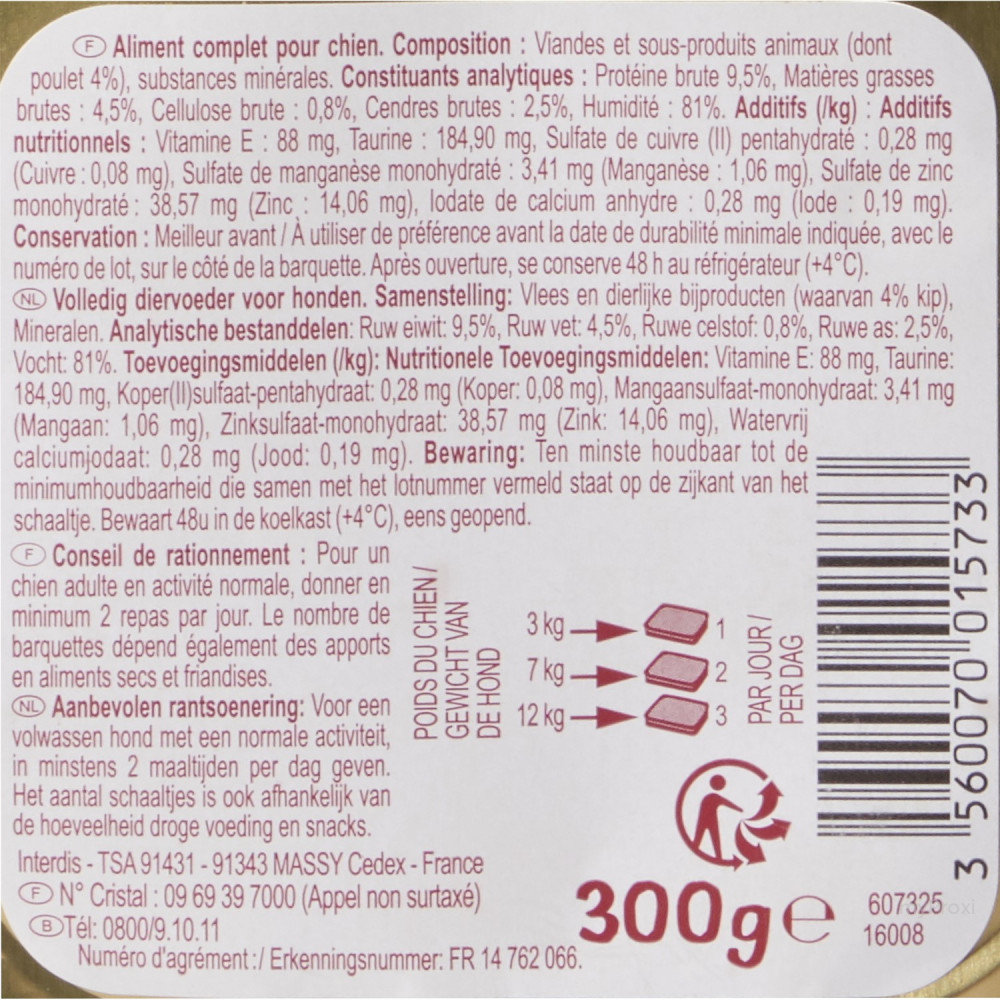 F Aliment complet pour chien. Composition : Viandes et sous-produits animaux (dont
poulet 4%), substances minérales. Constituants analytiques : Protéine brute 9,5%, Matières grasses
brutes : 4,5%, Cellulose brute : 0,8%, Cendres brutes : 2,5%, Humidité : 81%. Additifs (/kg) : Additifs
nutritionnels : Vitamine E : 88 mg, Taurine : 184,90 mg, Sulfate de cuivre (II) pentahydraté : 0,28 mg
(Cuivre : 0,08 mg), Sulfate de manganèse monohydraté : 3,41 mg (Manganèse : 1,06 mg), Sulfate de zinc
monohydraté : 38,57 mg (Zinc : 14,06 mg), Iodate de calcium anhydre : 0,28 mg (Iode : 0,19 mg).
Conservation : Meilleur avant / À utiliser de préférence avant la date de durabilité minimale indiquée, avec le
numéro de lot, sur le côté de la barquette. Après ouverture, se conserve 48 h au réfrigérateur (+4°C).
NL Volledig diervoeder voor honden. Samenstelling: Vlees en dierlijke bijproducten (waarvan 4% kip),
Mineralen. Analytische bestanddelen: Ruw eiwit: 9,5%, Ruw vet: 4,5%, Ruwe celstof: 0,8%, Ruwe as: 2,5%,
Vocht: 81%. Toevoegingsmiddelen (/kg): Nutritionele Toevoegingsmiddelen: Vitamine E: 88 mg, Taurine:
184,90 mg, Koper(II)sulfaat-pentahydraat: 0,28 mg (Koper: 0,08 mg), Mangaansulfaat-monohydraat: 3,41 mg
(Mangaan: 1,06 mg), Zinksulfaat-monohydraat: 38,57 mg (Zink: 14,06 mg), Watervrij
calciumjodaat: 0,28 mg (Jood: 0,19 mg). Bewaring: Ten minste houdbaar tot de
minimumhoudbaarheid die samen met het lotnummer vermeld staat op de zijkant van het
schaaltje. Bewaart 48u in de koelkast (+4°C), eens geopend.
F Conseil de rationnement : Pour un
chien adulte en activité normale, donner en
minimum 2 repas par jour. Le nombre de
barquettes dépend également des apports
en aliments secs et friandises.
NL Aanbevolen rantsoenering: Voor een
volwassen hond met een normale activiteit,
in minstens 2 maaltijden per dag geven.
Het aantal schaaltjes is ook afhankelijk van
de hoeveelheid droge voeding en snacks.
POIDS DU CHIEN /
GEWICHT VAN
DE HOND
3 kg 1
7 kg 2
12 kg 3
PAR JOUR /
PER DAG
3 560070 015733
Interdis - TSA 91431 - 91343 MASSY Cedex - France
F N° Cristal : 09 69 39 7000 (Appel non surtaxé)
B Tél: 0800/9.10.11
Numéro d'agrément :/ Erkenningsnummer: FR 14 762 066.
300g e
607325
16008